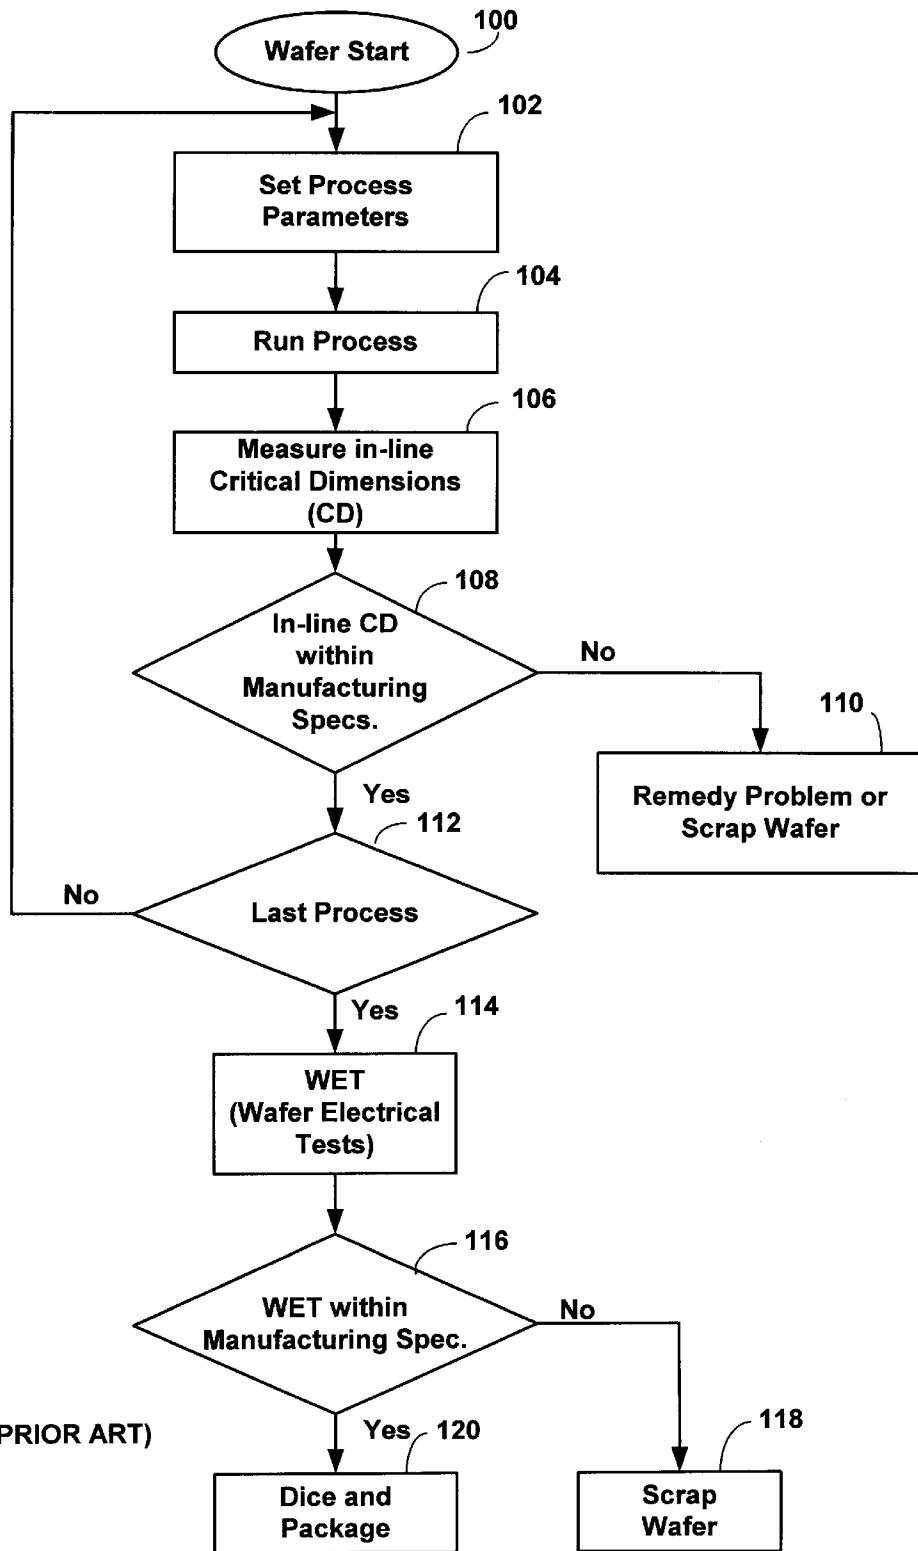 Wafer Start
100
102
Set Process
Parameters
104
Run Process
106
Measure in-line
Critical Dimensions
(CD)
108
In-line CD
within
Manufacturing
Specs.
No
110
Remedy Problem or
Scrap Wafer
Yes
112
No
Last Process
Yes
114
WET
(Wafer Electrical
Tests)
116
WET within
Manufacturing Spec.
No
PRIOR ART)
Yes
120
118
Dice and
Package
Scrap
Wafer